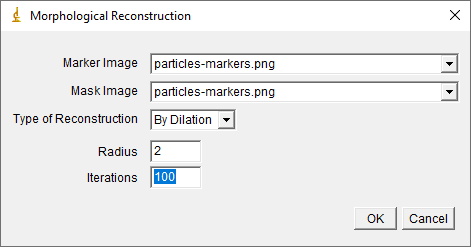 Morphological Reconstruction
Marker Image particles-markers.png
Mask Image particles-markers.png
Type of Reconstruction By Dilation
Radius 2
Iterations 100
OK Cancel